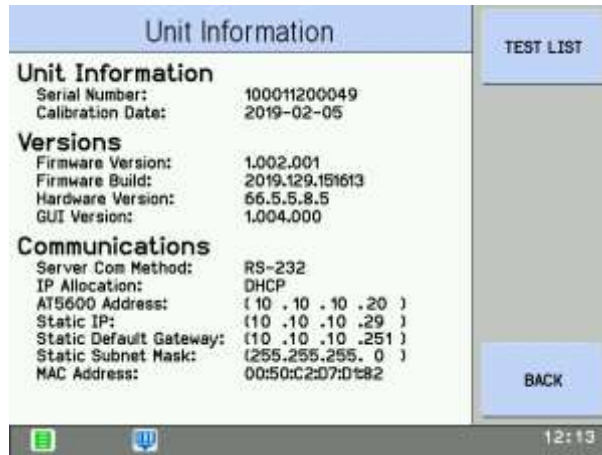 Unit Information
TEST LIST
Unit Information
Serial Number: 100011200049
Calibration Date: 2019-02-05
Versions
Firmware Version: 1.002.001
Firmware Build: 2019.129.151613
Hardware Version: 66.5.5.8.5
GUI Version: 1.004.000
Communications
Server Com Method: RS-232
IP Allocation: DHCP
AT5600 Address: ( 10 . 10 . 10 . 20 )
Static IP: (10 .10 .10 .29 )
Static Default Gateway: (10 .10 .10 .251 )
Static Subnet Mask: (255.255.255. 0 )
MAC Address: 00:50:C2:D7:D1:82
BACK
12:13